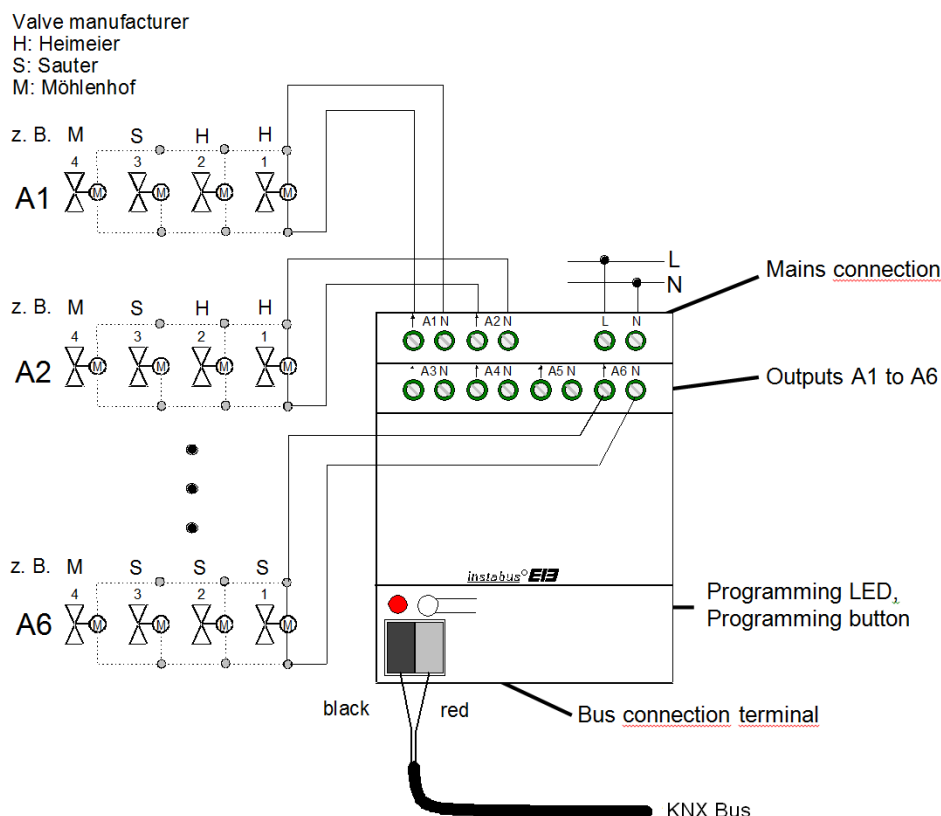 Valve manufacturer
H: Heimeier
S: Sauter
M: Möhlenhof
z. B. M S H H
4 3 2 1
A1
M M M M
L
N
Mains connection
z. B. M S H H
4 3 2 1
A2
M M M M
A1 N A2 N L N
A3 N A4 N A5 N A6 N
Outputs A1 to A6
z. B. M S S S
4 3 2 1
A6
M M M M
instabus EIB
Programming LED,
Programming button
black red
Bus connection terminal
KNX Bus